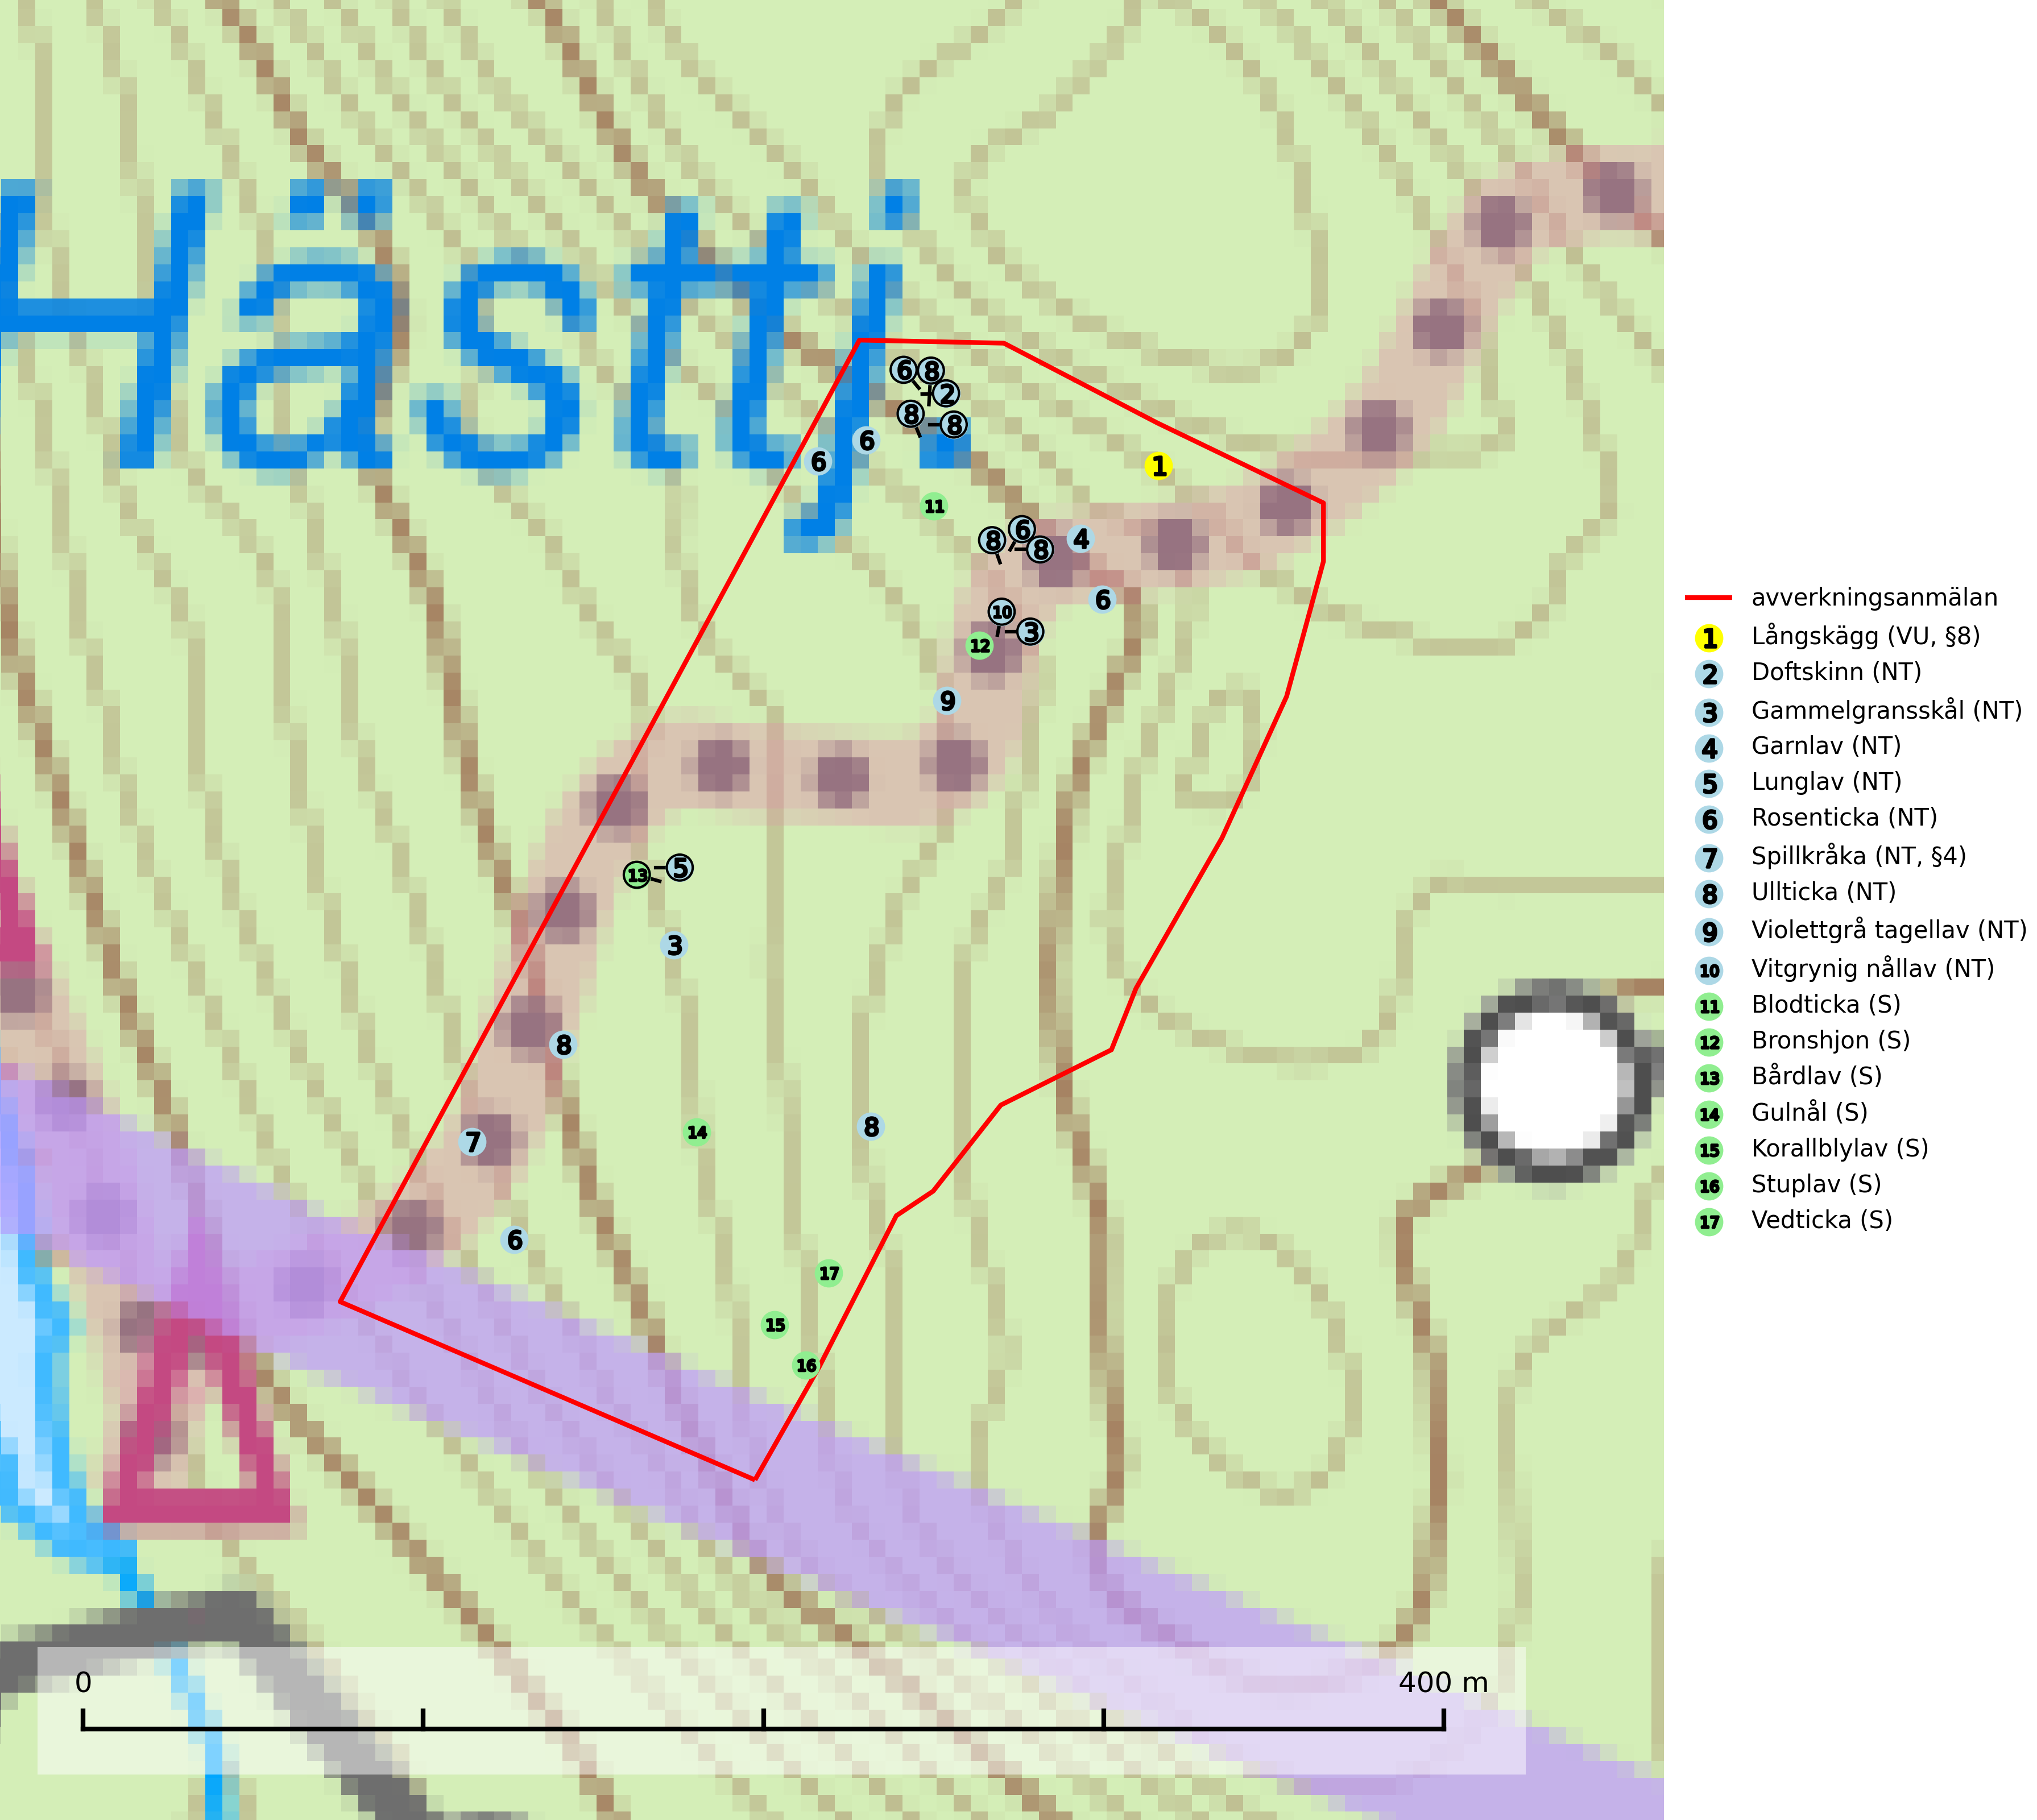 Hästtj
6
8
2
8
8
6
6
1
11
6
8
8
4
6
10
3
12
9
5
13
3
8
7
14
8
6
17
15
16
0
400 m
avverkningsanmälan
1 Långskägg (VU, §8)
2 Doftskinn (NT)
3 Gammelgransskål (NT)
4 Garnlav (NT)
5 Lunglav (NT)
6 Rosenticka (NT)
7 Spillkråka (NT, §4)
8 Ullticka (NT)
9 Violettgrå tagellav (NT)
10 Vitgrynig nållav (NT)
11 Blodticka (S)
12 Bronshjon (S)
13 Bårdlav (S)
14 Gulnål (S)
15 Korallblylav (S)
16 Stuplav (S)
17 Vedticka (S)